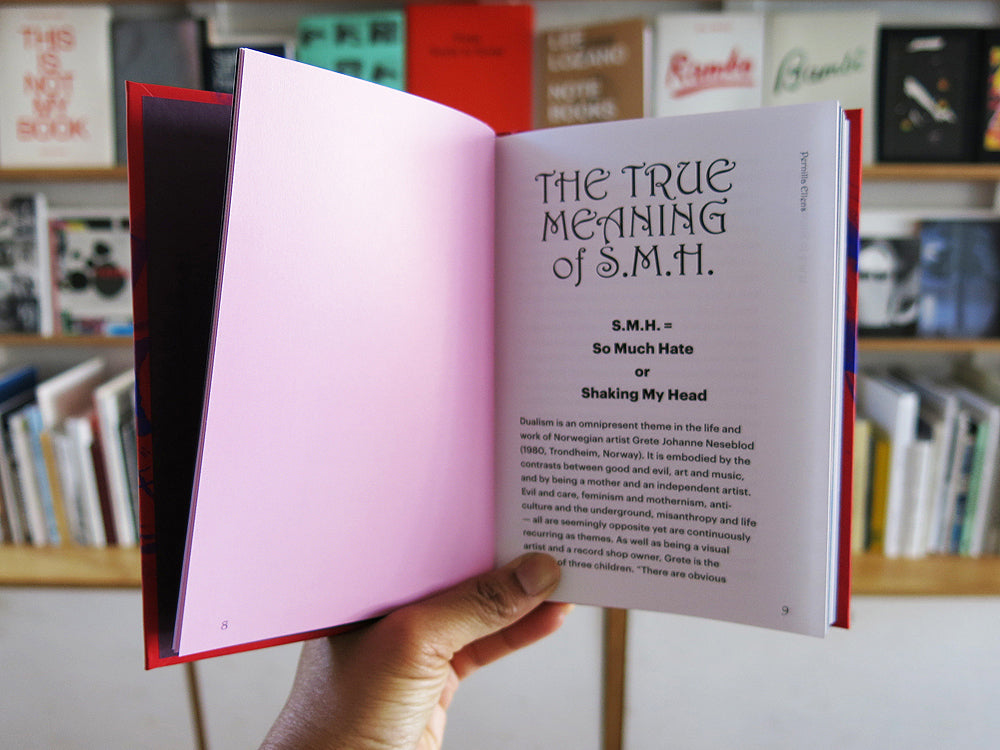 THIS
IS
NOT
MY
BOOK
LEE
LOZANO
NOTE
BOOKS
THE TRUE
MEANING
of S.M.H.
S.M.H. =
So Much Hate
or
Shaking My Head
Dualism is an omnipresent theme in the life and
work of Norwegian artist Grete Johanne Neseblod
(1980, Trondheim, Norway). It is embodied by the
contrasts between good and evil, art and music,
and by being a mother and an independent artist.
Evil and care, feminism and mothernism, anti-
culture and the underground, misanthropy and life
— all are seemingly opposite yet are continuously
recurring as themes. As well as being a visual
artist and a record shop owner, Grete is the
of three children. "There are obvious
8
9